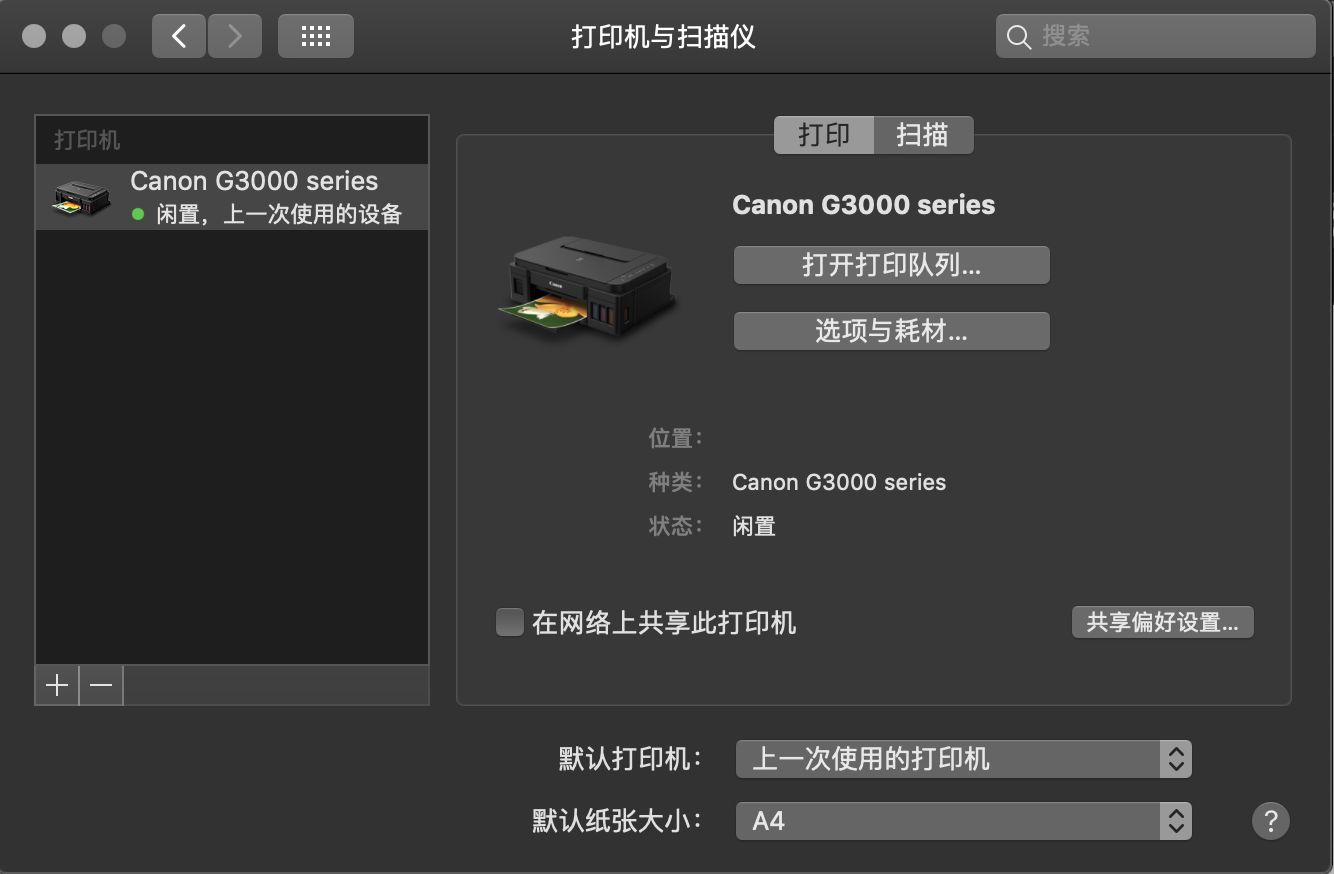 打印机与扫描仪
搜索
打印机
Canon G3000 series
闲置，上一次使用的设备
打印
扫描
Canon G3000 series
打开打印队列...
选项与耗材...
位置：
种类： Canon G3000 series
状态： 闲置
在网络上共享此打印机
共享偏好设置...
默认打印机： 上一次使用的打印机
默认纸张大小： A4
?